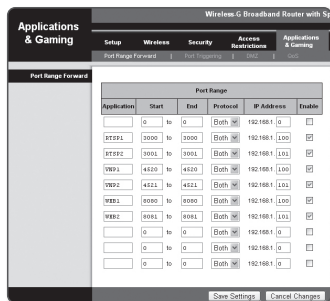 Wireless-G Broadband Router with Sp
Applications
& Gaming
Setup Wireless Security Access Restrictions Applications & Gaming
Port Range Forward | Port Triggering | DMZ | QoS
Port Range Forward
Port Range
Application Start End Protocol IP Address Enable
0 to 0 Both 192.168.1. 0
RTSP1 3000 to 3000 Both 192.168.1. 100
RTSP2 3001 to 3001 Both 192.168.1. 101
VNP1 4520 to 4520 Both 192.168.1. 100
VNP2 4521 to 4521 Both 192.168.1. 101
WEB1 8080 to 8080 Both 192.168.1. 100
WEB2 8081 to 8081 Both 192.168.1. 101
0 to 0 Both 192.168.1. 0
0 to 0 Both 192.168.1. 0
0 to 0 Both 192.168.1. 0
Save Settings Cancel Changes